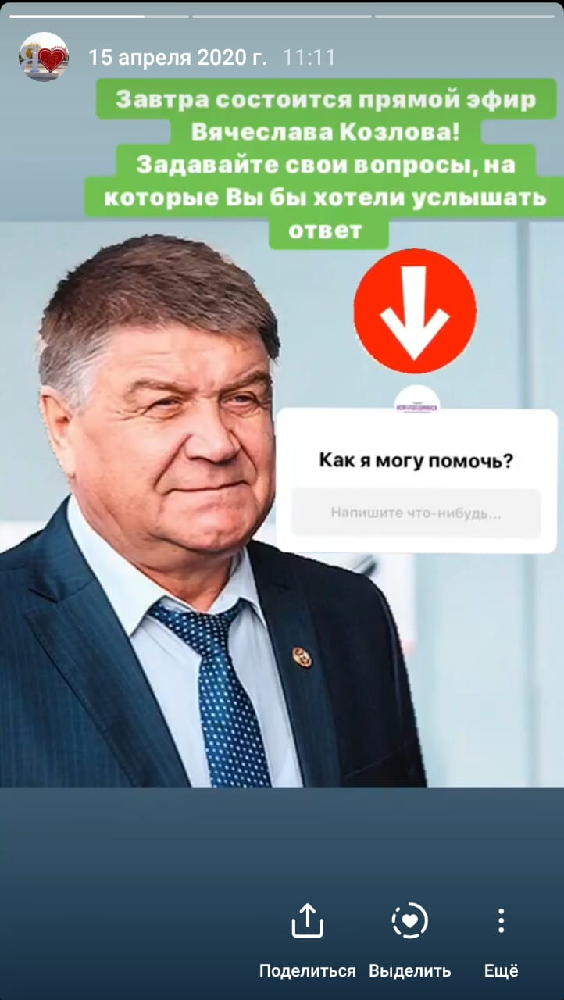 15 апреля 2020 г. 11:11
Завтра состоится прямой эфир
Вячеслава Козлова!
Задавайте свои вопросы, на
которые Вы бы хотели услышать
ответ
Как я могу помочь?
Напишите что-нибудь...
Поделиться Выделить Ещё